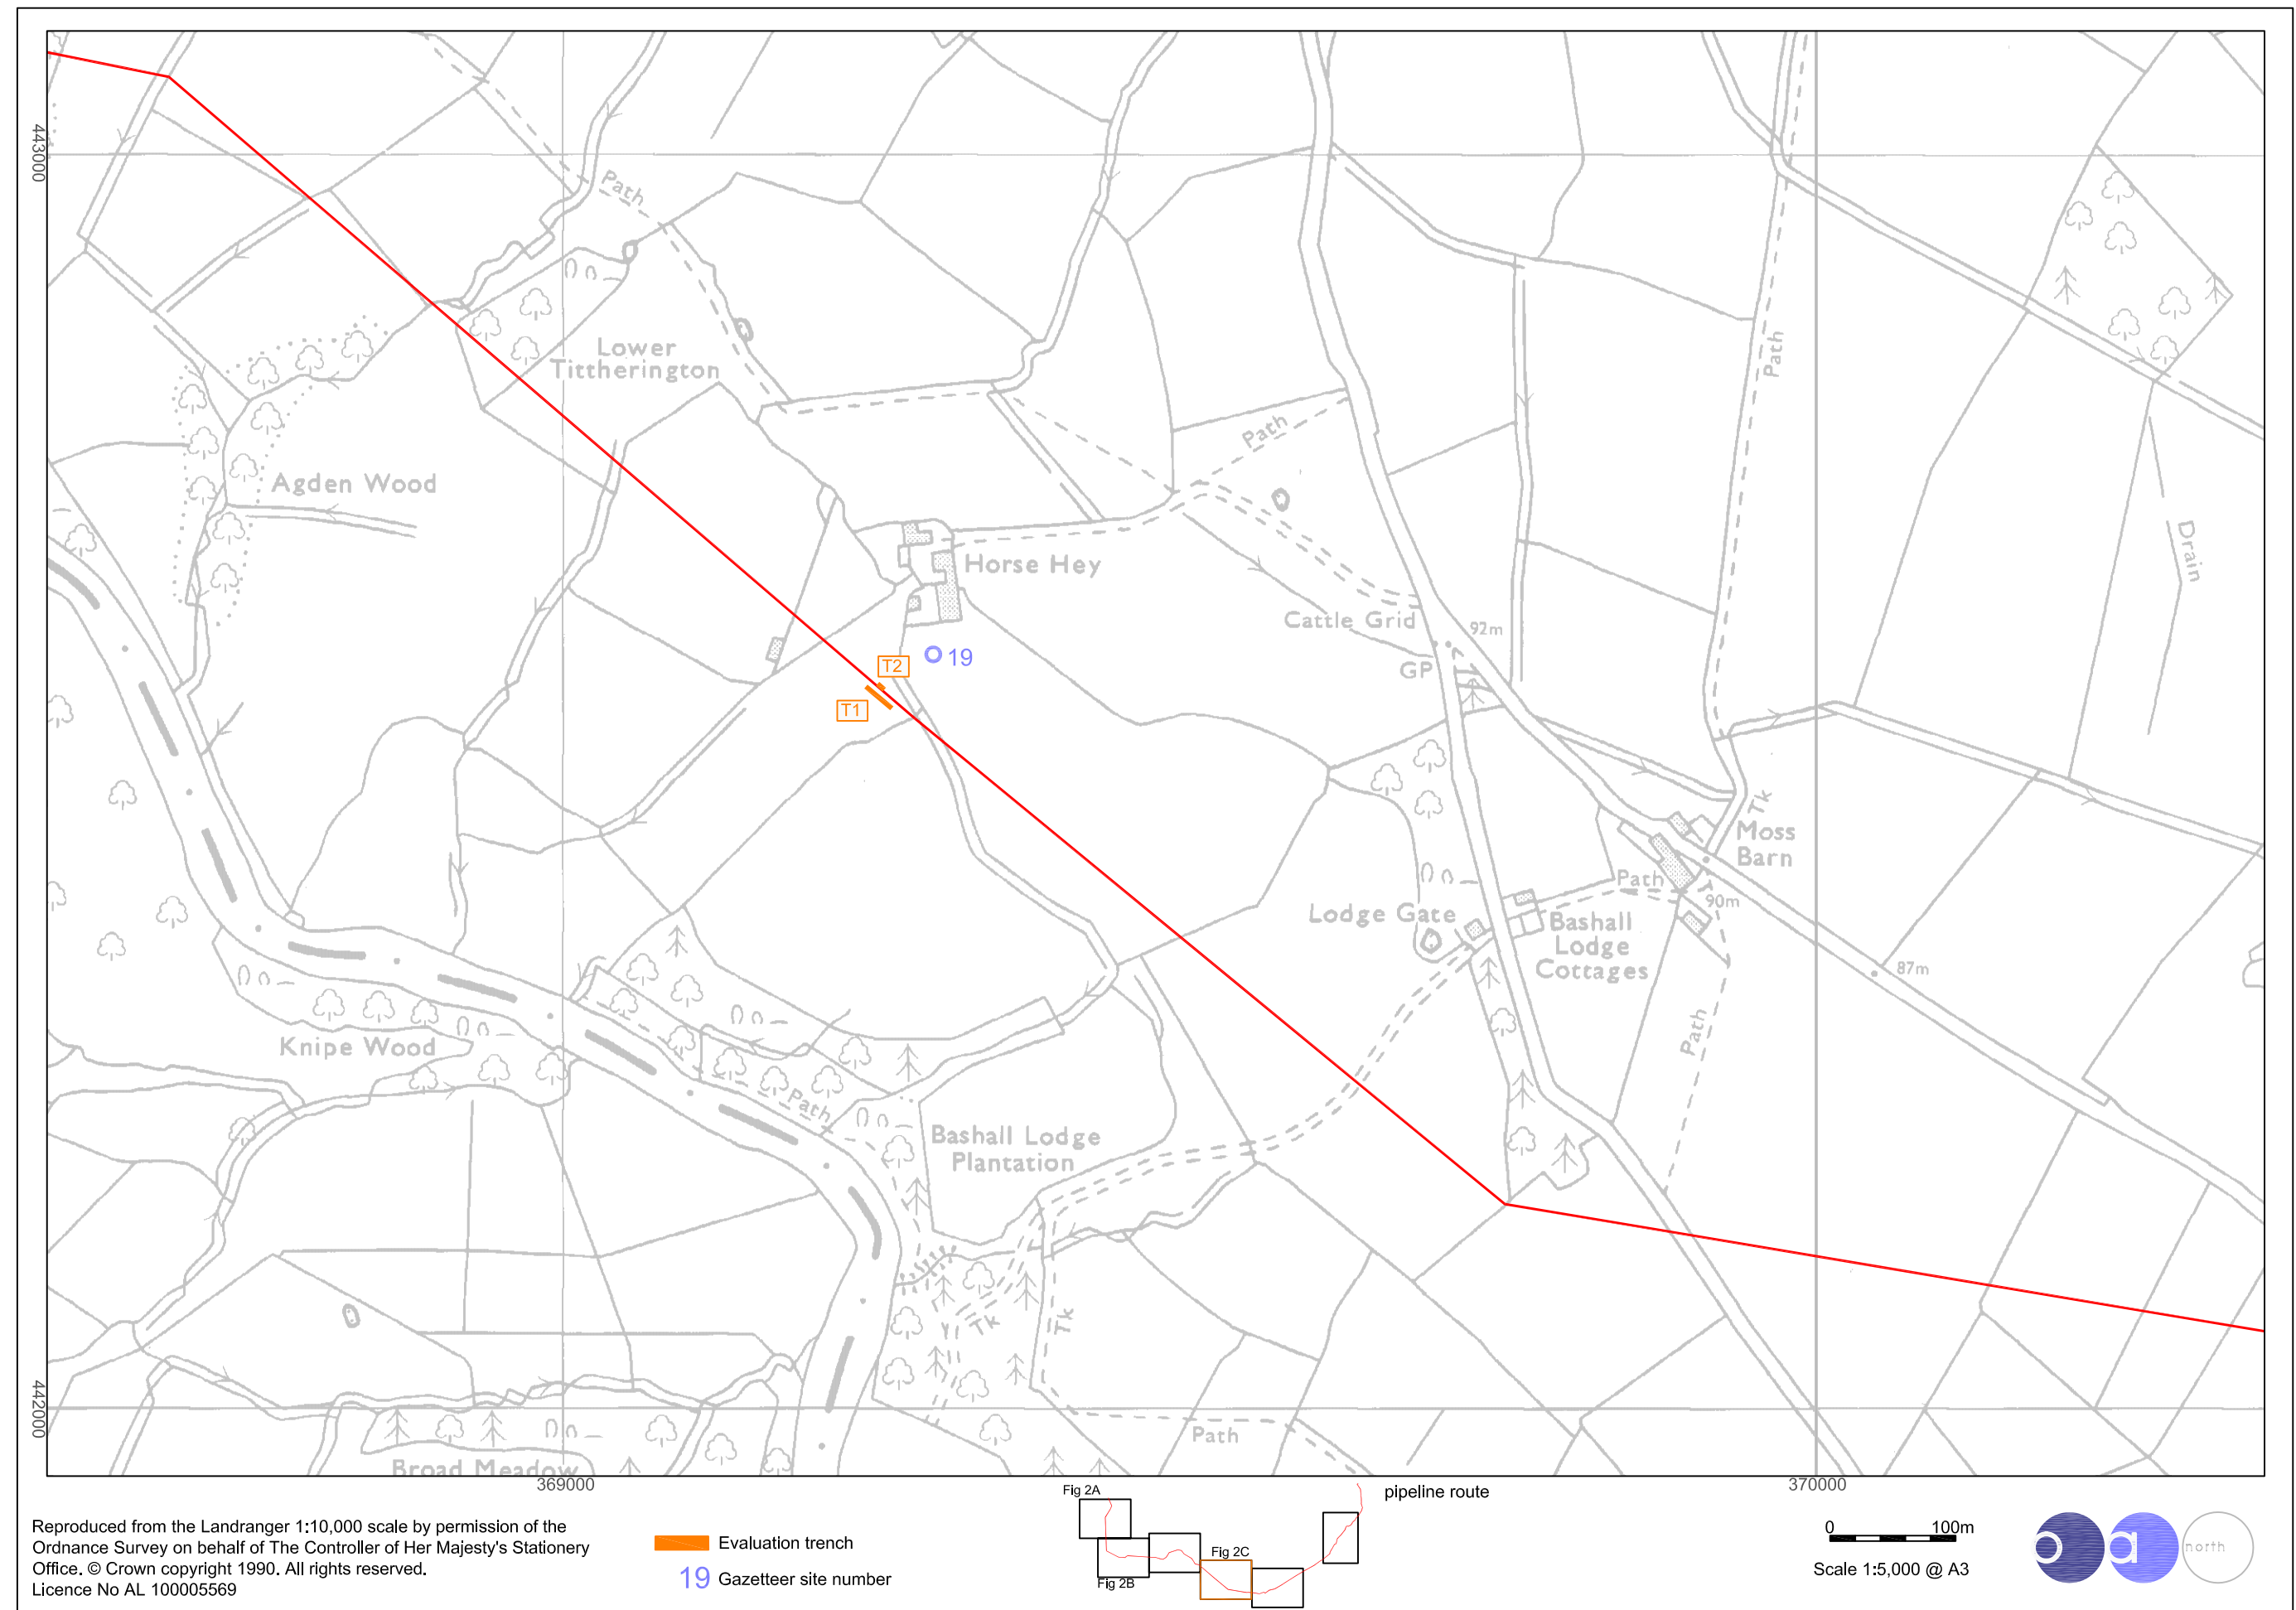 443000
Path
Lower
Tittherington
Path
Path
Agden Wood
Drain
Horse Hey
Cattle Grid
92m
19
GP
T2
T1
Tk
Moss
Barn
Path
90m
Lodge Gate
Bashall
Lodge
Cottages
87m
Path
Knipe Wood
Path
Bashall Lodge
Plantation
Tk
Tk
442000
Path
Broad Meadow
369000
370000
Fig 2A
pipeline route
Fig 2C
Fig 2B
Reproduced from the Landranger 1:10,000 scale by permission of the
Ordnance Survey on behalf of The Controller of Her Majesty's Stationery
Office. © Crown copyright 1990. All rights reserved.
Licence No AL 100005569
Evaluation trench
19 Gazetteer site number
0 100m
Scale 1:5,000 @ A3
o a north